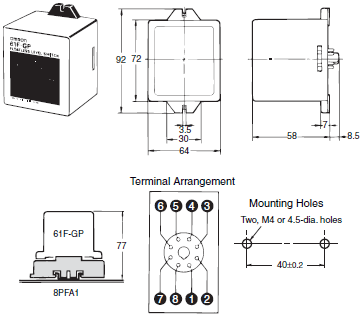 omron
61F GP
FLOATLESS LEVEL SWITCH
92 72
3.5
30
64
7
58
8.5
Terminal Arrangement
6 5 4 3
7 8 1 2
61F-GP
77
8PFA1
Mounting Holes
Two, M4 or 4.5-dia. holes
40±0.2